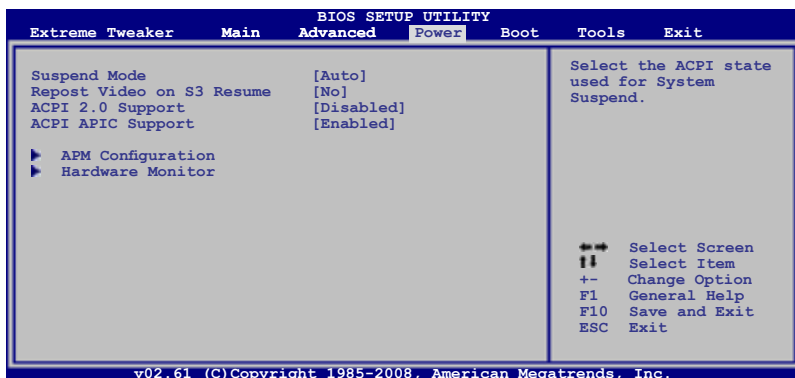 BIOS SETUP UTILITY
Extreme Tweaker Main Advanced Power Boot Tools Exit
Suspend Mode [Auto]
Repost Video on S3 Resume [No]
ACPI 2.0 Support [Disabled]
ACPI APIC Support [Enabled]
APM Configuration
Hardware Monitor
Select the ACPI state
used for System
Suspend.
Select Screen
Select Item
+- Change Option
F1 General Help
F10 Save and Exit
ESC Exit
v02.61 (C)Copyright 1985-2008, American Megatrends, Inc.